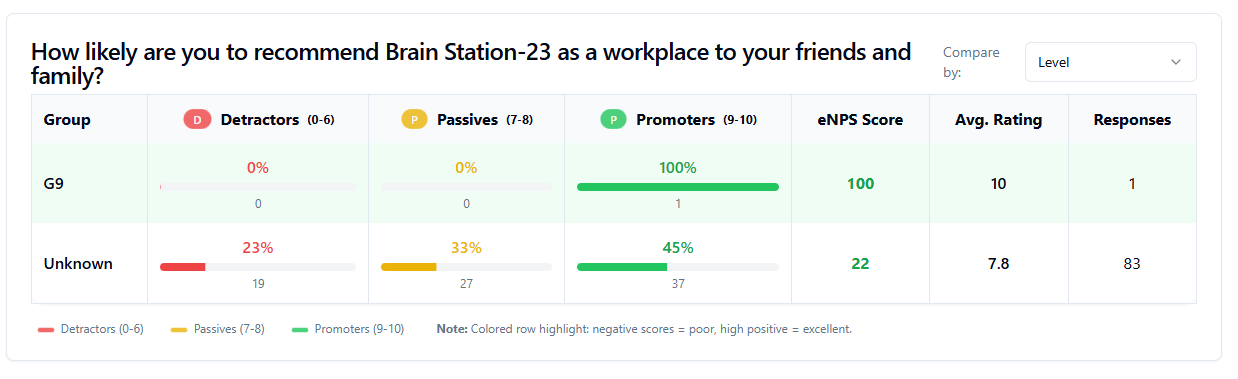 How likely are you to recommend Brain Station-23 as a workplace to your friends and
family?
Compare
by:
Level
Group
D Detractors (0-6)
P Passives (7-8)
P Promoters (9-10)
eNPS Score
Avg. Rating
Responses
G9
0%
0
0%
0
100%
1
100
10
1
Unknown
23%
19
33%
27
45%
37
22
7.8
83
Detractors (0-6) Passives (7-8) Promoters (9-10) Note: Colored row highlight: negative scores = poor, high positive = excellent.